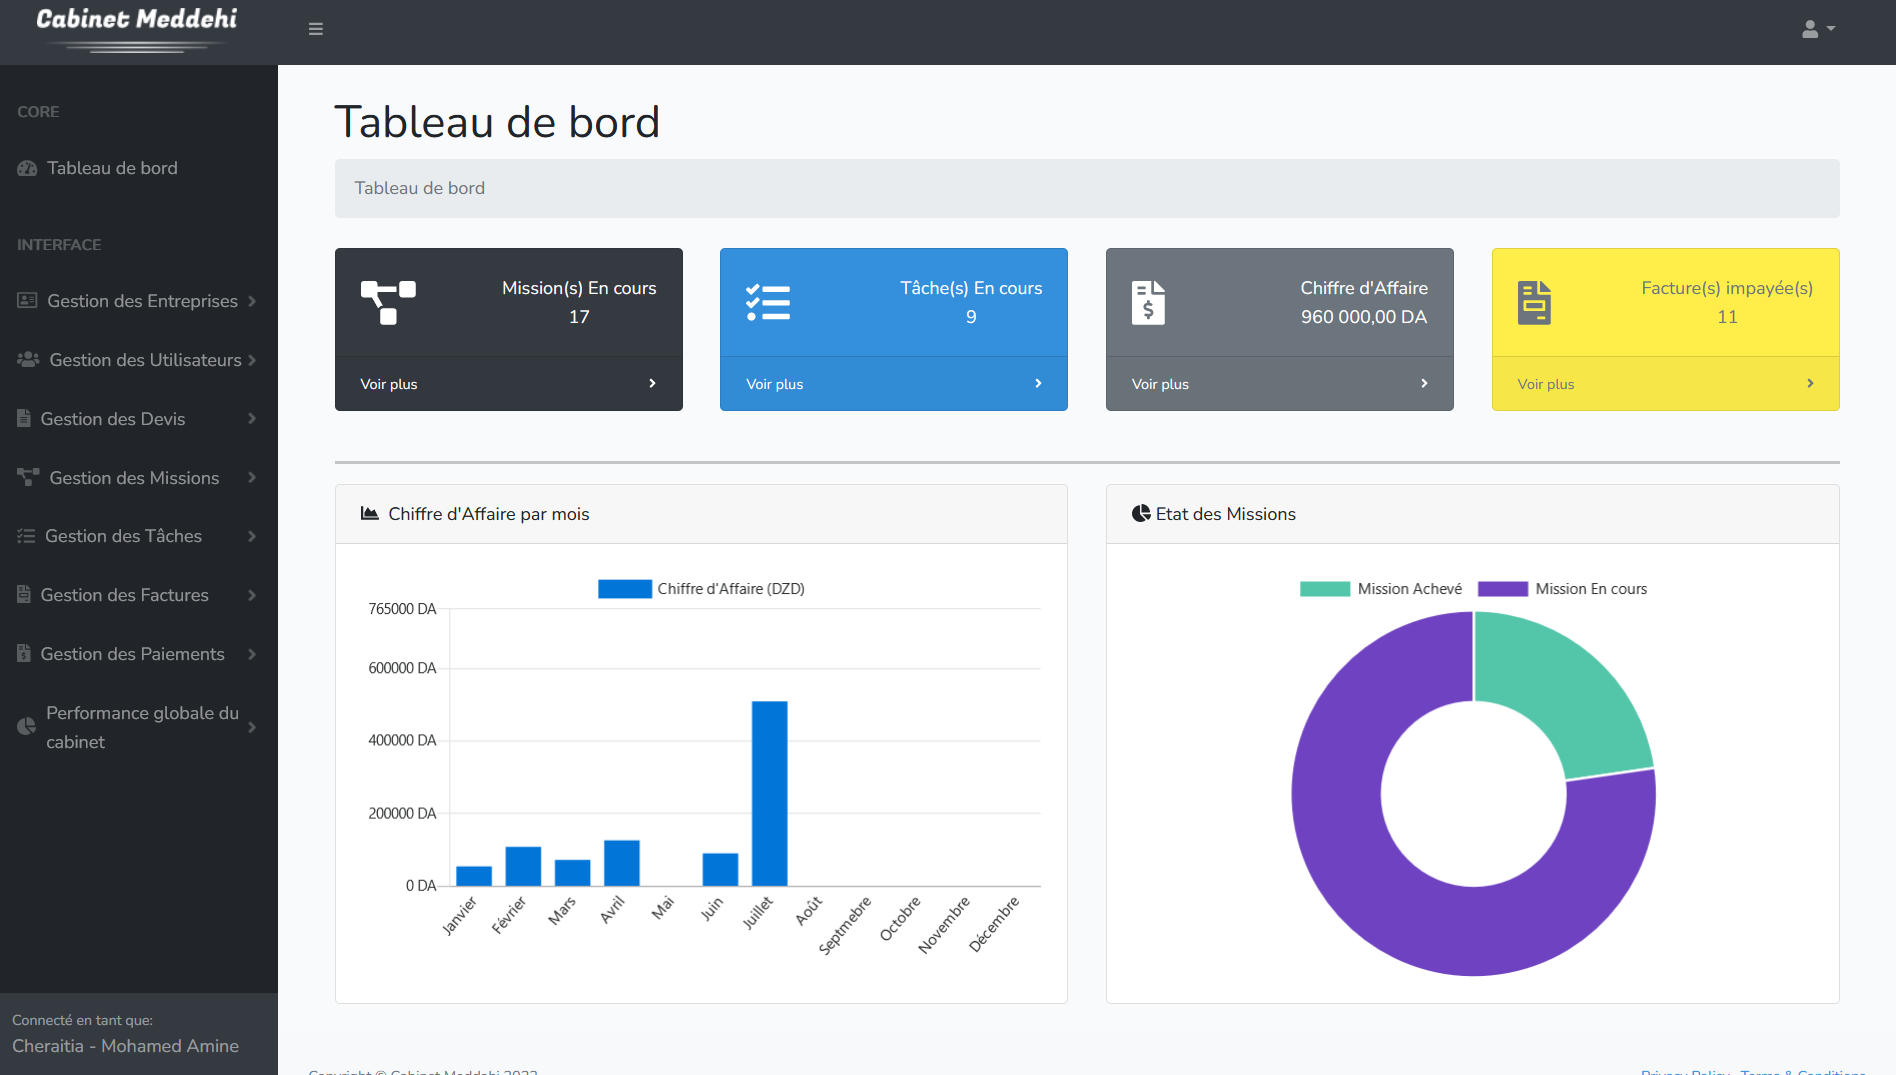 Cabinet Meddehi
CORE
Tableau de bord
INTERFACE
Gestion des Entreprises
Gestion des Utilisateurs
Gestion des Devis
Gestion des Missions
Gestion des Tâches
Gestion des Factures
Gestion des Paiements
Performance globale du
cabinet
Connecté en tant que:
Cheraitia - Mohamed Amine
Tableau de bord
Tableau de bord
Mission(s) En cours
17
Voir plus
Tâche(s) En cours
9
Voir plus
Chiffre d'Affaire
960 000,00 DA
Voir plus
Facture(s) impayée(s)
11
Voir plus
Chiffre d'Affaire par mois
Chiffre d'Affaire (DZD)
765000 DA
600000 DA
400000 DA
200000 DA
0 DA
Janvier
Février
Mars
Avril
Mai
Juin
Juillet
Août
Septmebre
Octobre
Novembre
Décembre
Etat des Missions
Mission Achevé
Mission En cours
Copyright © Cabinet Meddehi 2022
Privacy Policy · Terms & Conditions